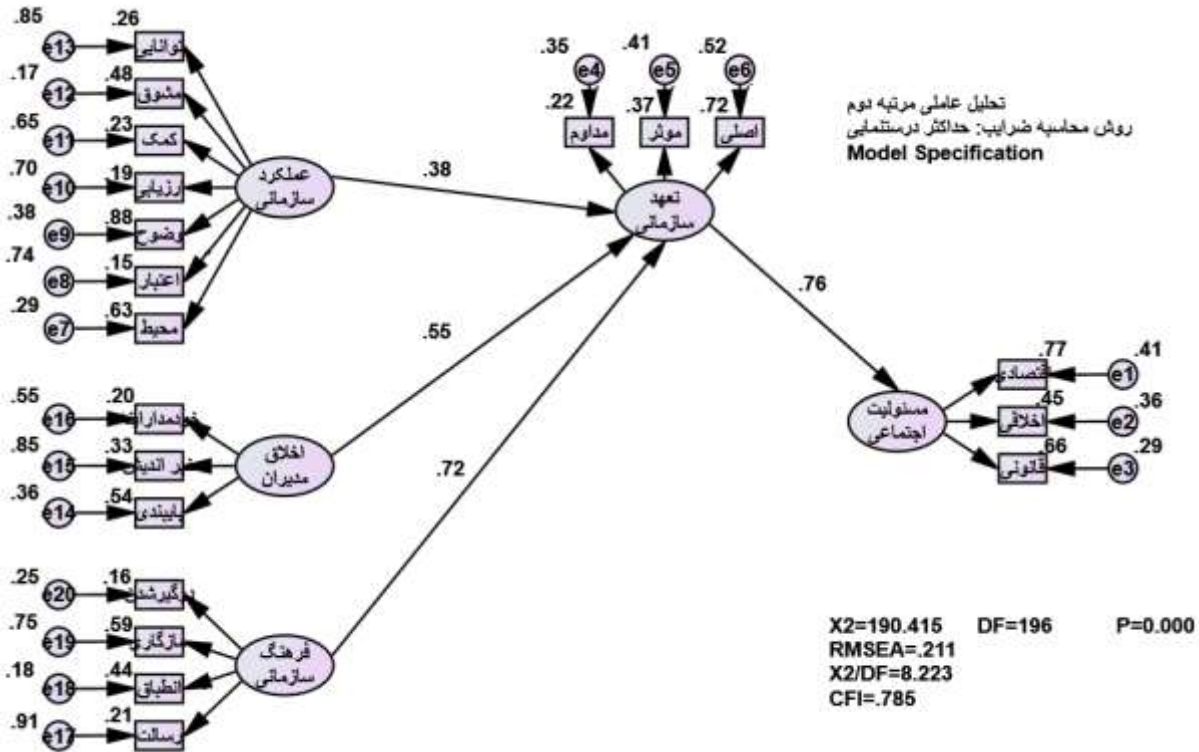 .85
.26
e13
توانایی
.17
.48
e12
مشوق
.65
.23
e11
کمک
.70
.19
e10
ارزیابی
.38
.88
e9
وضوح
.74
.15
e8
اعتبار
.29
.63
e7
محیط
عملکرد
سازمانی
.38
.35
.41
.52
e4
e5
e6
.22
.37
.72
مداوم
موثر
اصلی
تعهد
سازمانی
تحلیل عاملی مرتبه دوم
روش محاسبه ضرایب: حداکثر درستنمایی
Model Specification
.55
.20
e16
.85
.33
e15
.36
.54
e14
پایبندی
اخلاق
مدیران
.55
.76
.72
.77
.41
e1
قتصادی
.45
.36
e2
اخلاقی
.66
.29
e3
قانونی
مسئولیت
اجتماعی
.25
.16
e20
رگیرشدن
.75
.59
e19
سازگاری
.18
.44
e18
انطباق
.91
.21
e17
رسالت
فرهنگ
سازمانی
X2=190.415 DF=196 P=0.000
RMSEA=.211
X2/DF=8.223
CFI=.785